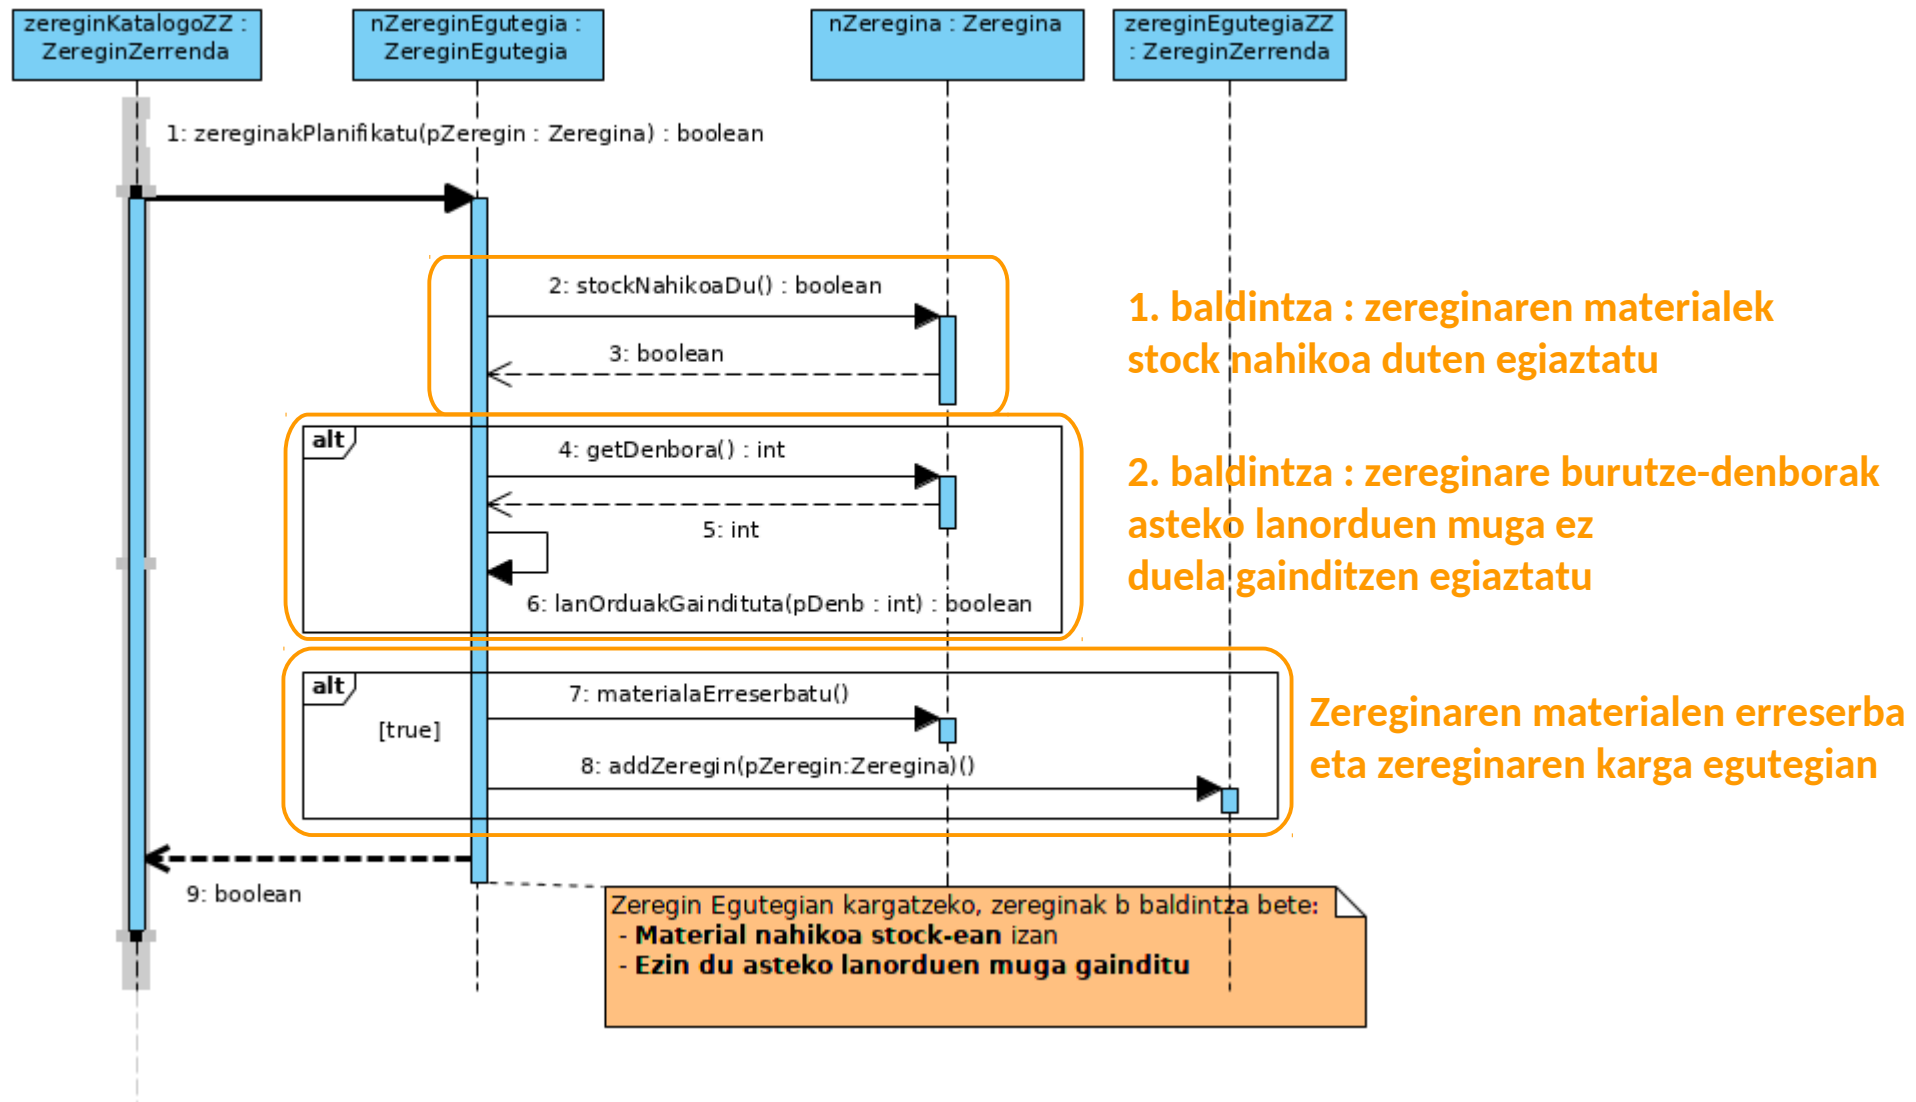 zereginKatalogoZZ :
ZereginZerrenda
nZereginEgutegia :
ZereginEgutegia
nZeregina : Zeregina
zereginEgutegiaZZ
: ZereginZerrenda
1: zereginakPlanifikatu(pZeregin : Zeregina) : boolean
2: stockNahikoaDu() : boolean
3: boolean
1. baldintza : zereginaren materialek
stock nahikoa duten egiaztatu
alt
4: getDenbora() : int
5: int
6: lanOrduakGaindituta(pDenb : int) : boolean
2. baldintza : zereginare burutze-denborak
asteko lanorduen muga ez
duela gainditzen egiaztatu
alt
[true]
7: materialaErreserbatu()
8: addZeregin(pZeregin:Zeregina)()
Zereginaren materialen erreserba
eta zereginaren karga egutegian
9: boolean
Zeregin Egutegian kargatzeko, zereginak b baldintza bete:
- Material nahikoa stock-ean izan
- Ezin du asteko lanorduen muga gainditu